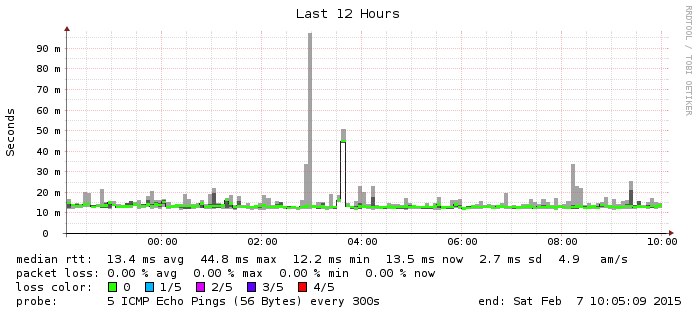 Last 12 Hours
RRDTOOL / TOBI OETIKER
Seconds
90 m
80 m
70 m
60 m
50 m
40 m
30 m
20 m
10 m
0
00:00 02:00 04:00 06:00 08:00 10:00
median rtt: 13.4 ms avg 44.8 ms max 12.2 ms min 13.5 ms now 2.7 ms sd 4.9 am/s
packet loss: 0.00 % avg 0.00 % max 0.00 % min 0.00 % now
loss color: 0 1/5 2/5 3/5 4/5
probe: 5 ICMP Echo Pings (56 Bytes) every 300s end: Sat Feb 7 10:05:09 2015